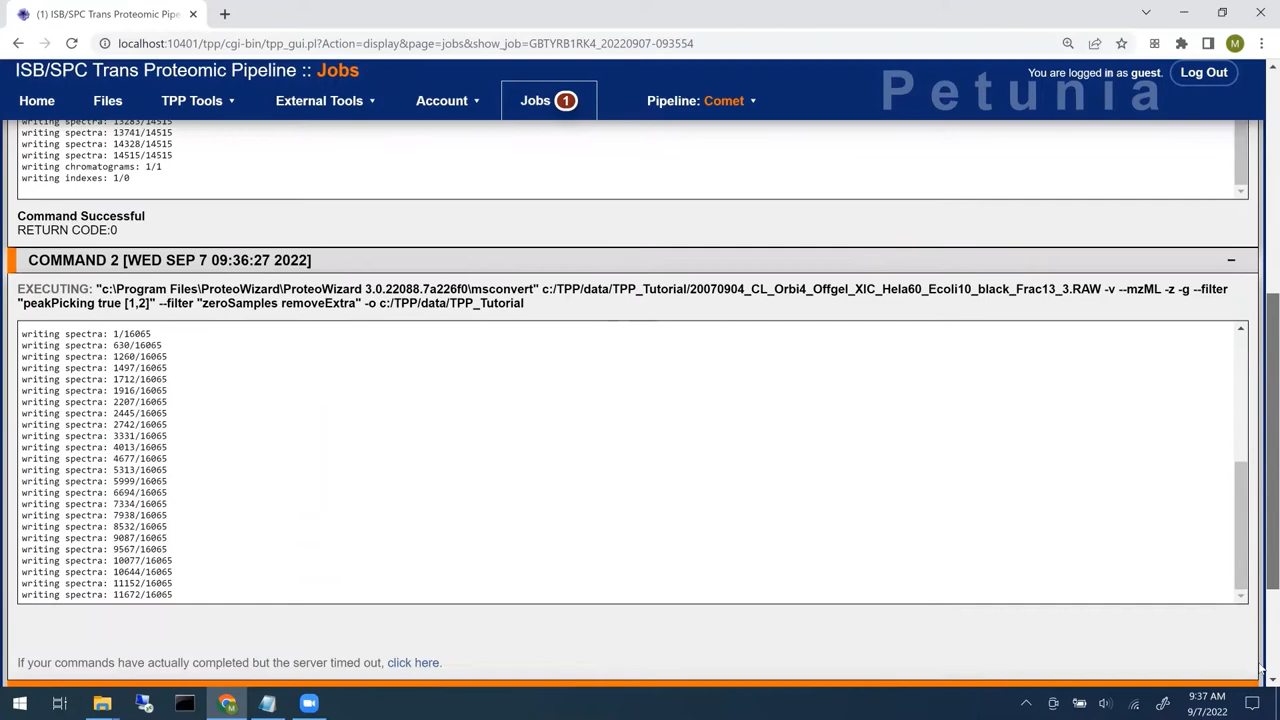 (1) ISB/SPC Trans Proteomic Pipe
localhost:10401/tpp/cgi-bin/tpp_gui.pl?Action=display&page=jobs&show_job=GBTYRB1RK4_20220907-093554
M
ISB/SPC Trans Proteomic Pipeline :: Jobs
Petunia
You are logged in as guest.
Log Out
Home
Files
TPP Tools
External Tools
Account
Jobs 1
Pipeline: Comet
writing spectra: 13283/14515
writing spectra: 13741/14515
writing spectra: 14328/14515
writing spectra: 14515/14515
writing chromatograms: 1/1
writing indexes: 1/0
Command Successful
RETURN CODE:0
COMMAND 2 [WED SEP 7 09:36:27 2022]
EXECUTING: "c:\Program Files\ProteoWizard\ProteoWizard 3.0.22088.7a226f0\msconvert" c:/TPP/data/TPP_Tutorial/20070904_CL_Orbi4_Offgel_XIC_Hela60_Ecoli10_black_Frac13_3.RAW -v --mzML -z -g --filter
"peakPicking true [1,2]" --filter "zeroSamples removeExtra" -o c:/TPP/data/TPP_Tutorial
writing spectra: 1/16065
writing spectra: 630/16065
writing spectra: 1260/16065
writing spectra: 1497/16065
writing spectra: 1712/16065
writing spectra: 1916/16065
writing spectra: 2207/16065
writing spectra: 2445/16065
writing spectra: 2742/16065
writing spectra: 3331/16065
writing spectra: 4013/16065
writing spectra: 4677/16065
writing spectra: 5313/16065
writing spectra: 5999/16065
writing spectra: 6694/16065
writing spectra: 7334/16065
writing spectra: 7938/16065
writing spectra: 8532/16065
writing spectra: 9087/16065
writing spectra: 9567/16065
writing spectra: 10077/16065
writing spectra: 10644/16065
writing spectra: 11152/16065
writing spectra: 11672/16065
If your commands have actually completed but the server timed out, click here.
9:37 AM
9/7/2022